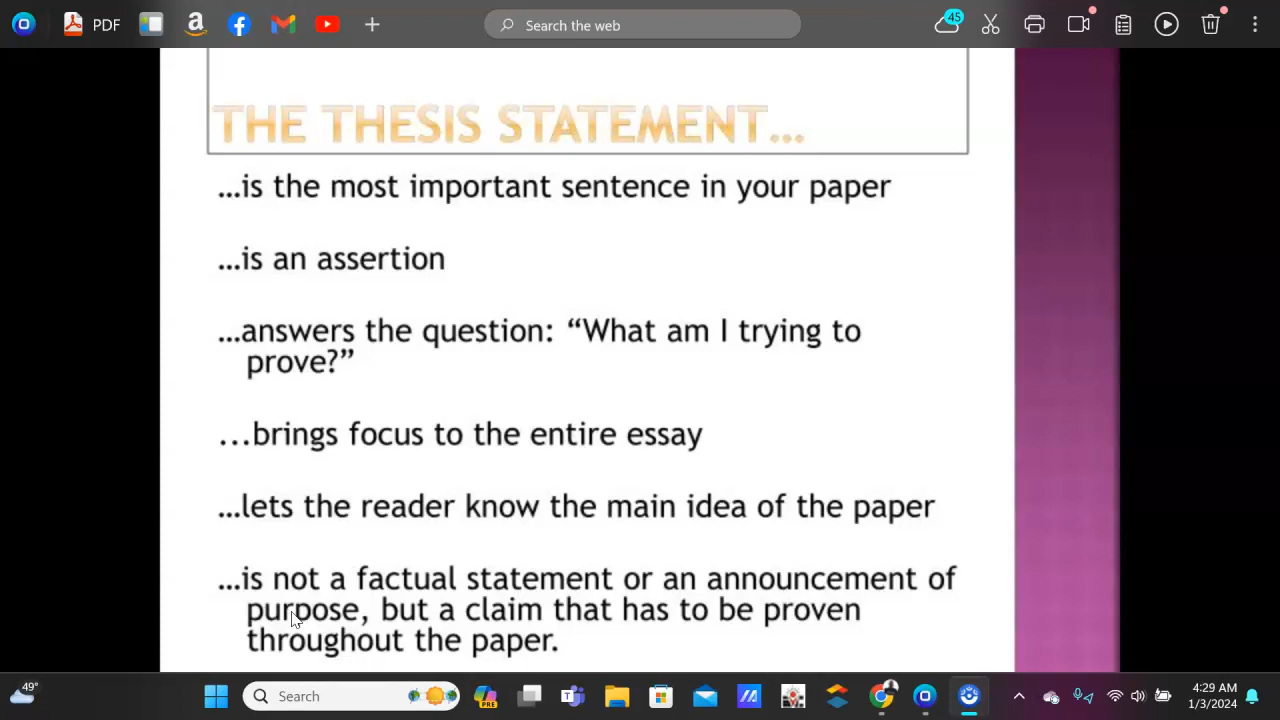 PDF
Search the web
45
THE THESIS STATEMENT...
...is the most important sentence in your paper
...is an assertion
...answers the question: “What am I trying to
prove?”
...brings focus to the entire essay
...lets the reader know the main idea of the paper
...is not a factual statement or an announcement of
purpose, but a claim that has to be proven
throughout the paper.
49°
Search
PRE
4:29 AM
1/3/2024